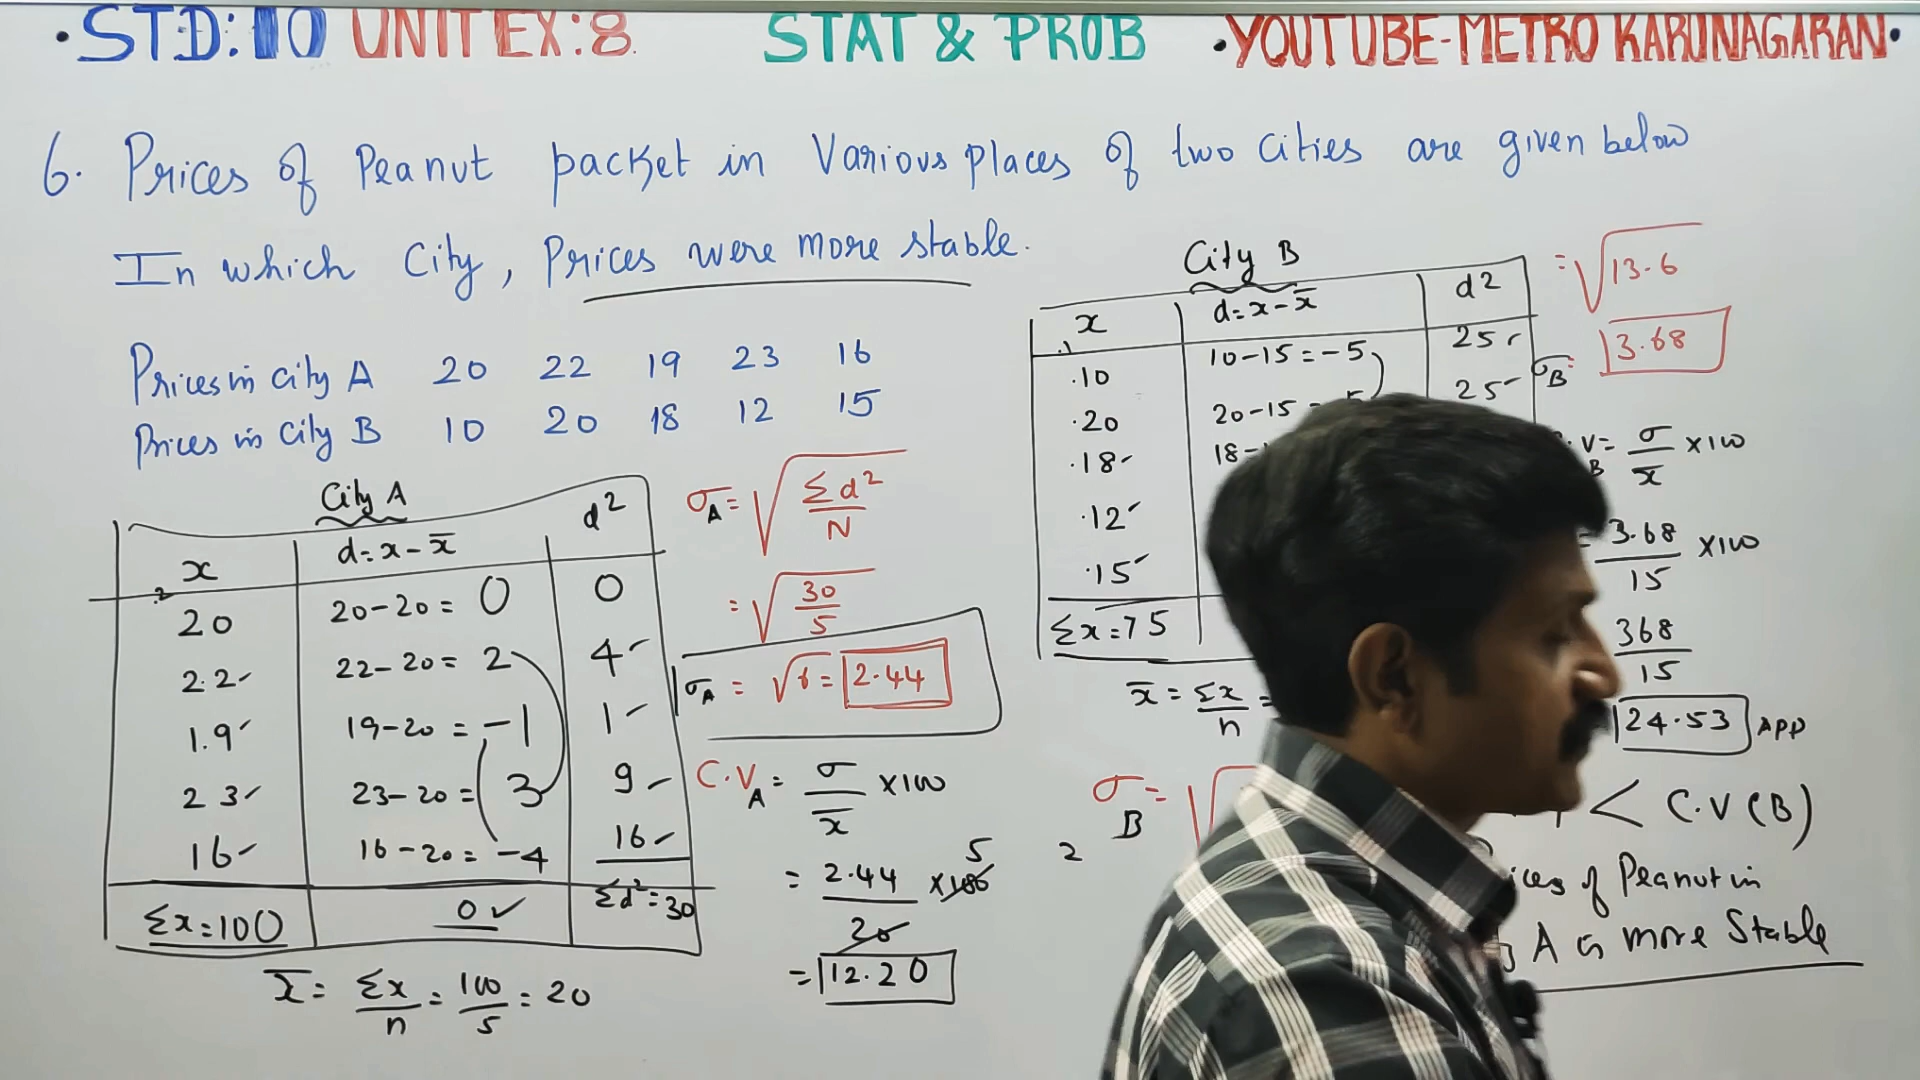 •STD:10 UNIT EX:8 STAT & PROB •YOUTUBE-METRO KARUNAGARAN•
6. Prices of Peanut packet in Various places of two cities are given below
In which City, Prices were more stable.
Prices in city A 20 22 19 23 16
Prices in City B 10 20 18 12 15
City A
x d=x-x̄ d²
20 20-20= 0 0
22 22-20= 2 4
19 19-20= -1 1
23 23-20= 3 9
16 16-20= -4 16
Σx=100 0 Σd²=30
x̄= Σx/n = 100/5 = 20
σA= √(Σd²/N)
= √(30/5)
σA = √6 = 2.44
C.VA= σ/x̄ ×100
= 2.44/20 ×100 5
= 12.20
City B
x d=x-x̄ d²
10 10-15=-5 25
20 20-15 25
18 18-
12
15
Σx=75
x̄ = Σx/n =
σB= √
2
= √13.6
σB= 3.68
V B= σ/x̄ ×100
= 3.68/15 ×100
368/15
24.53 APP
< C.V(B)
ices of Peanut in
A is more Stable